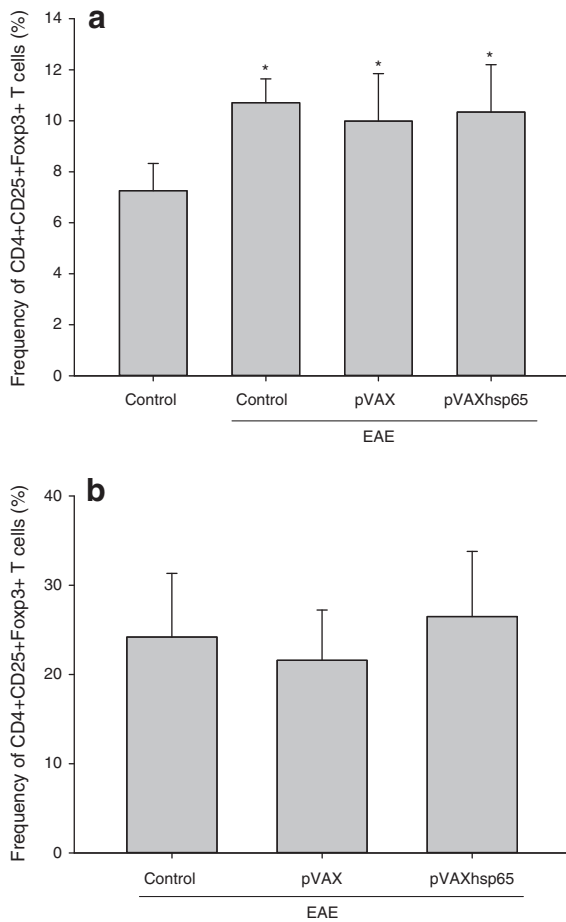 a
Frequency of CD4+CD25+Foxp3+ T cells (%)
14
12
10
8
6
4
2
0
* * *
Control Control pVAX pVAXhsp65
EAE
b
Frequency of CD4+CD25+Foxp3+ T cells (%)
40
30
20
10
0
Control pVAX pVAXhsp65
EAE